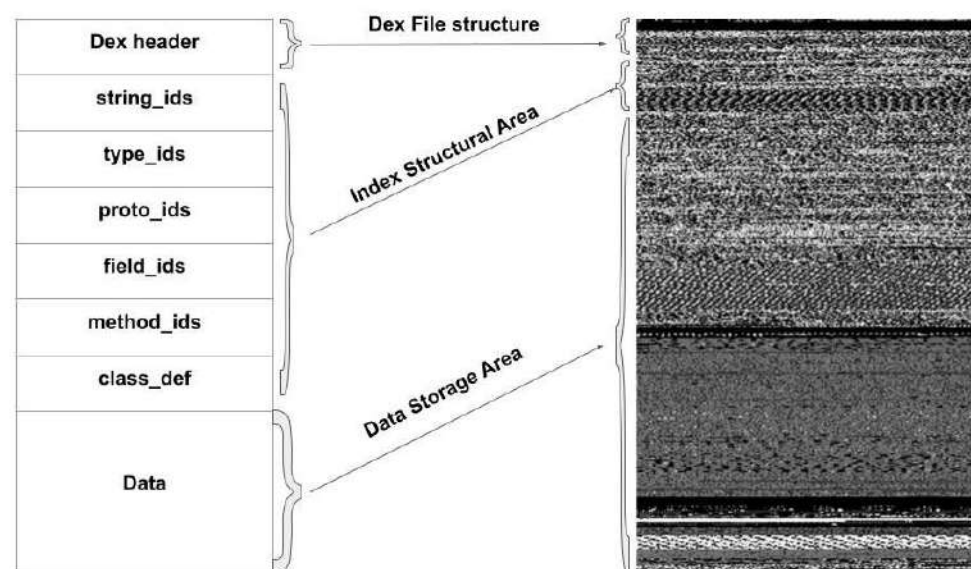 Dex header
Dex File structure
string_ids
type_ids
proto_ids
field_ids
method_ids
class_def
Data
Index Structural Area
Data Storage Area